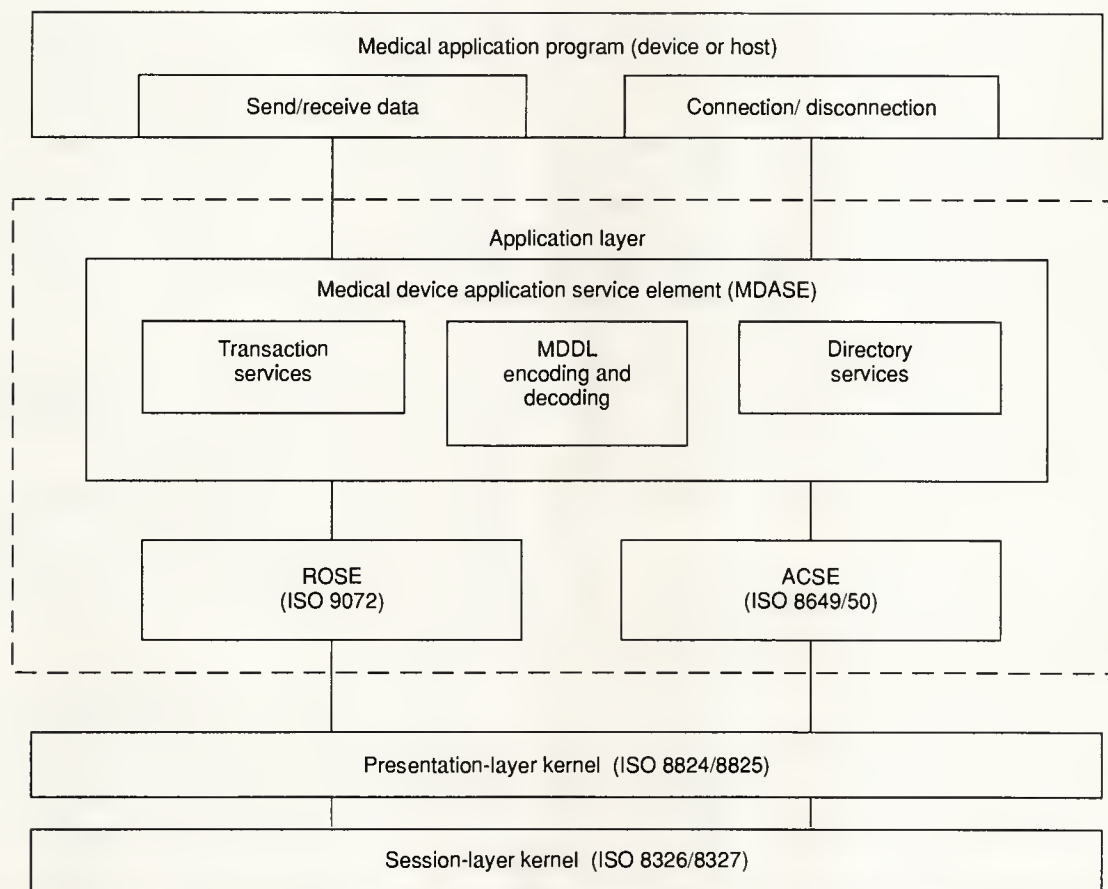 Medical application program (device or host)
Send/receive data
Connection/ disconnection
Application layer
Medical device application service element (MDASE)
Transaction
services
MDDL
encoding and
decoding
Directory
services
ROSE
(ISO 9072)
ACSE
(ISO 8649/50)
Presentation-layer kernel (ISO 8824/8825)
Session-layer kernel (ISO 8326/8327)